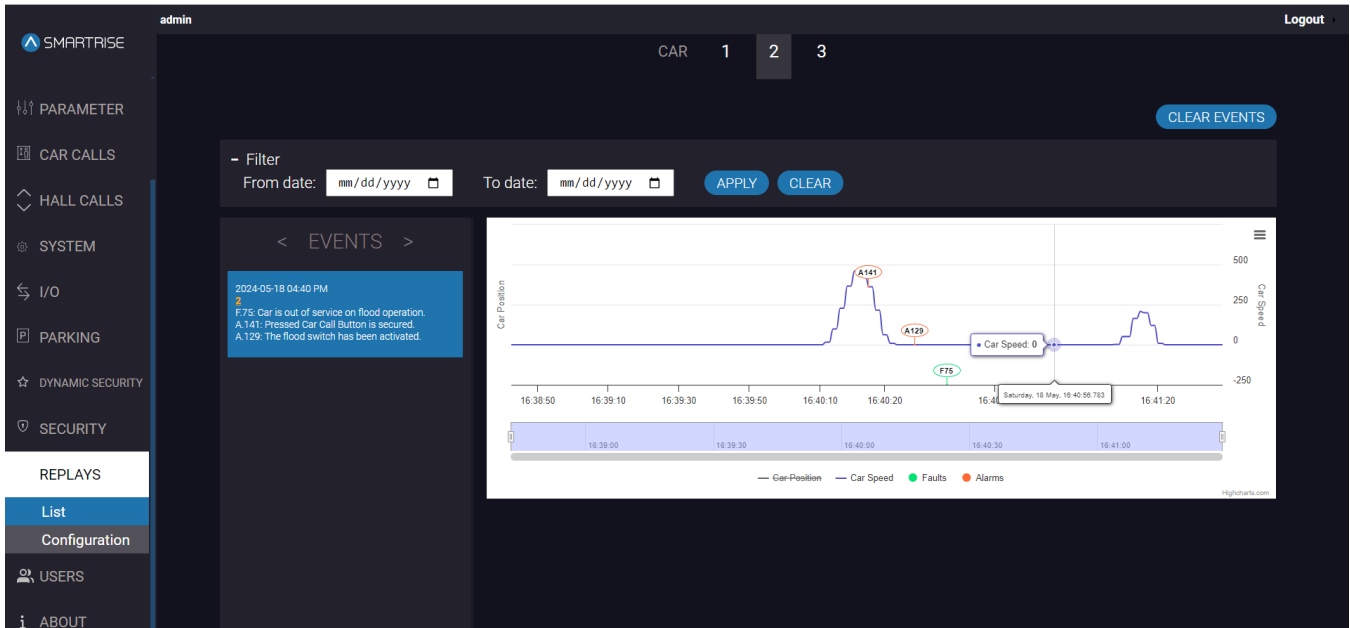 SMARTRISE
admin
Logout
CAR 1 2 3
PARAMETER
CAR CALLS
HALL CALLS
SYSTEM
I/O
P PARKING
DYNAMIC SECURITY
SECURITY
REPLAYS
List
Configuration
USERS
i ABOUT
CLEAR EVENTS
- Filter
From date: mm/dd/yyyy To date: mm/dd/yyyy APPLY CLEAR
< EVENTS >
2024-05-18 04:40 PM
2
F.75: Car is out of service on flood operation.
A.141: Pressed Car Call Button is secured.
A.129: The flood switch has been activated.
Car Position
500
250
0
-250
Car Speed
A141
A129
F75
Car Speed: 0
Saturday, 18 May, 16:40:56.783
16:38:50 16:39:10 16:39:30 16:39:50 16:40:10 16:40:20 16:41:20
16:39:00 16:39:30 16:40:00 16:40:30 16:41:00
Car Position Car Speed Faults Alarms
Highcharts.com